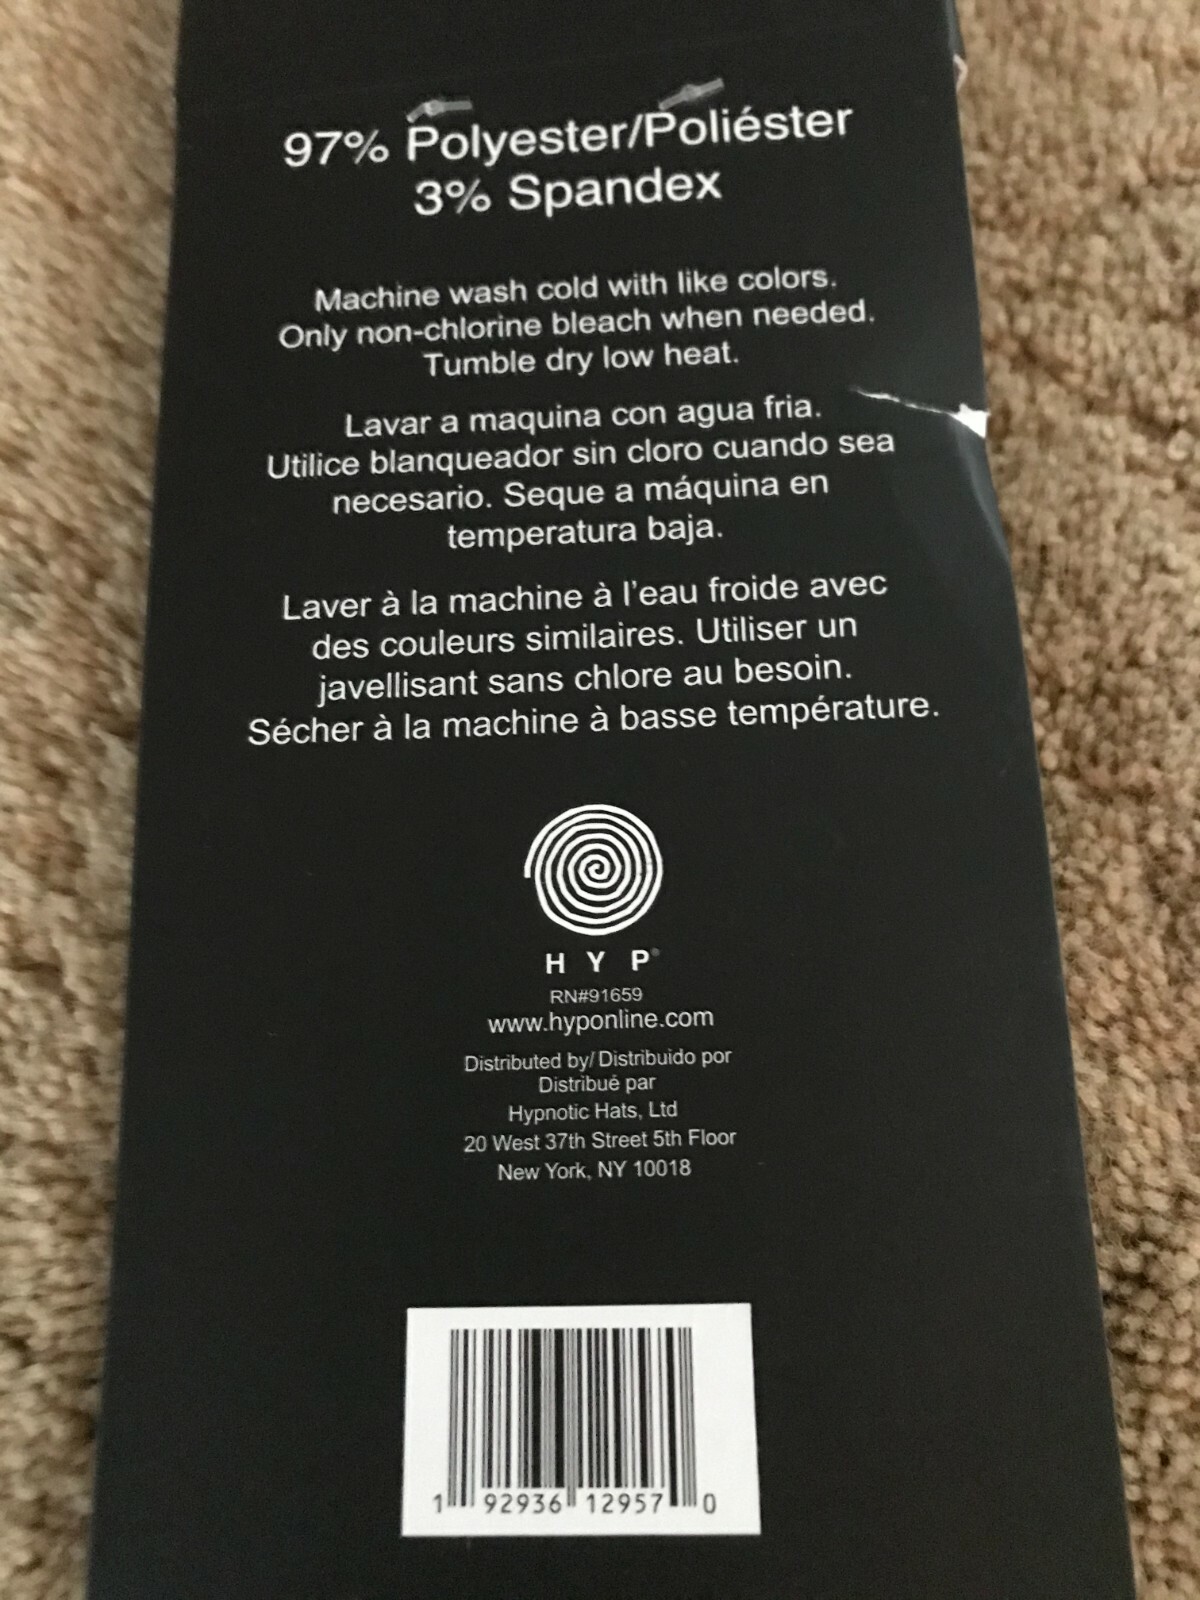 97% Polyester/Poliéster
3% Spandex
Machine wash cold with like colors.
Only non-chlorine bleach when needed.
Tumble dry low heat.
Lavar a maquina con agua fria.
Utilice blanqueador sin cloro cuando sea
necesario. Seque a máquina en
temperatura baja.
Laver à la machine à l'eau froide avec
des couleurs similaires. Utiliser un
javellisant sans chlore au besoin.
Sécher à la machine à basse température.
H Y P®
RN#91659
www.hyponline.com
Distributed by/ Distribuido por
Distribué par
Hypnotic Hats, Ltd
20 West 37th Street 5th Floor
New York, NY 10018
1 92936 12957 0